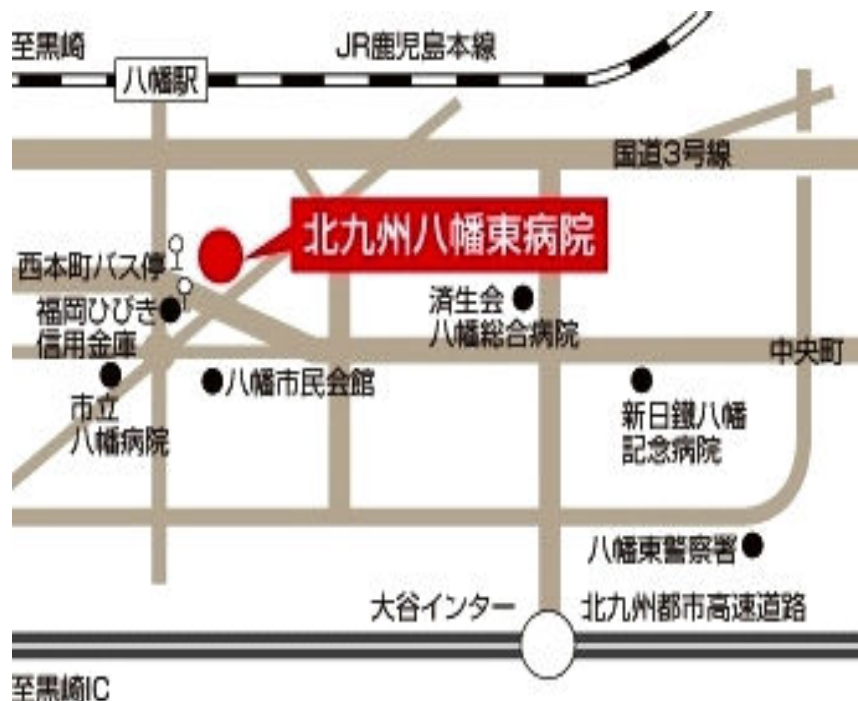 至黒崎
JR鹿児島本線
八幡駅
国道3号線
北九州八幡東病院
西本町バス停
福岡ひびき
信用金庫
済生会
八幡総合病院
中央町
八幡市民会館
市立
八幡病院
新日鐵八幡
記念病院
八幡東警察署
大谷インター
北九州都市高速道路
至黒崎IC